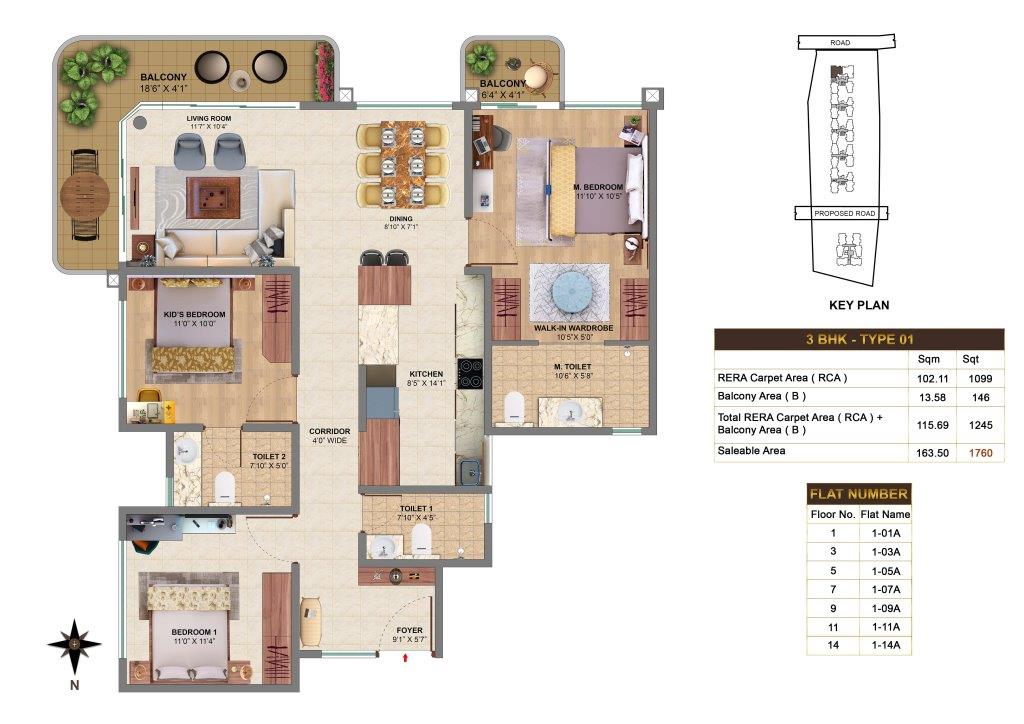 BALCONY
18'6" X 4'1"
LIVING ROOM
11'7" X 10'4"
DINING
8'10" X 7'1"
BALCONY
6'4" X 4'1"
M. BEDROOM
11'10" X 10'5"
WALK-IN WARDROBE
10'5"X 5'0"
M. TOILET
10'6" X 5'8"
KID'S BEDROOM
11'0" X 10'0"
KITCHEN
8'5" X 14'1"
CORRIDOR
4'0" WIDE
TOILET 2
7'10" X 5'0"
TOILET 1
7'10" X 4'5"
BEDROOM 1
11'0" X 11'4"
FOYER
9'1" X 5'7"
N
ROAD
PROPOSED ROAD
KEY PLAN
3 BHK - TYPE 01
Sqm Sqt
RERA Carpet Area ( RCA ) 102.11 1099
Balcony Area ( B ) 13.58 146
Total RERA Carpet Area ( RCA ) +
Balcony Area ( B ) 115.69 1245
Saleable Area 163.50 1760
FLAT NUMBER
Floor No. Flat Name
1 1-01A
3 1-03A
5 1-05A
7 1-07A
9 1-09A
11 1-11A
14 1-14A